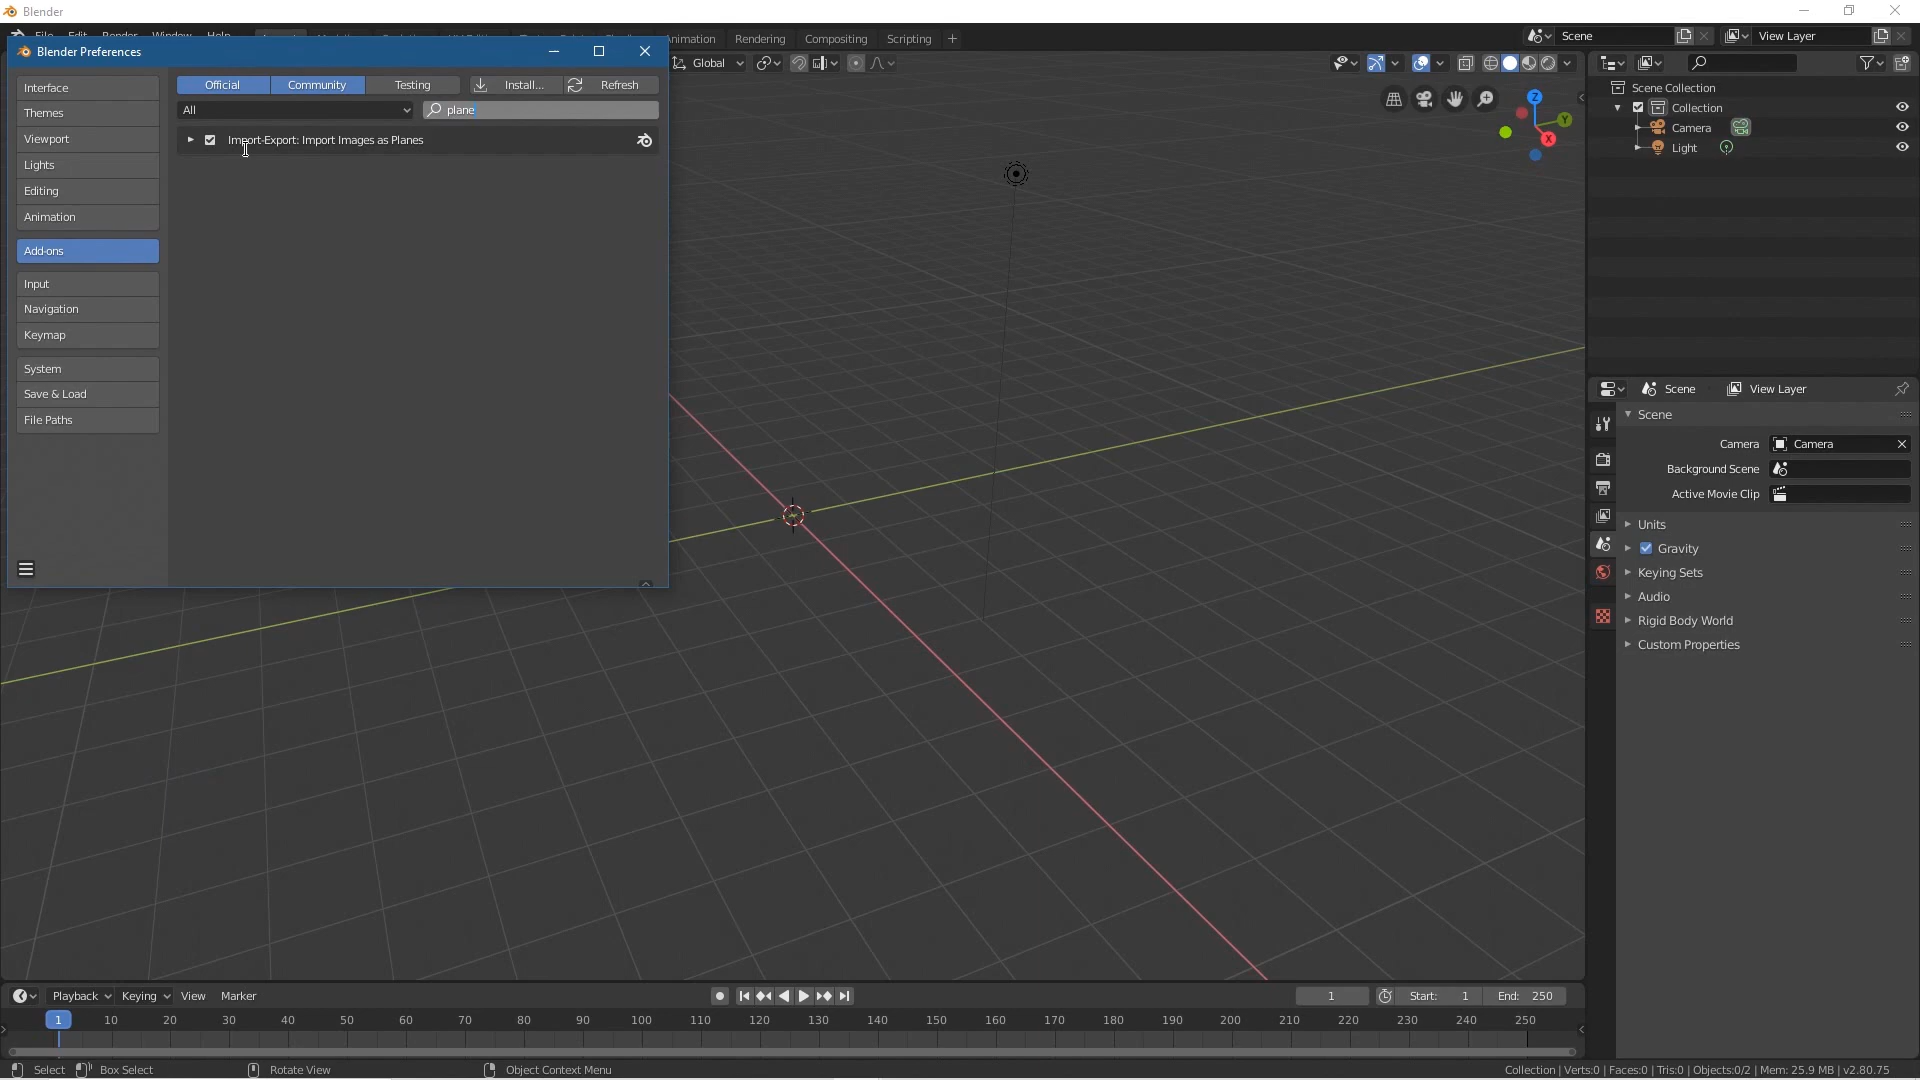 Blender
File Edit Render Window Help
Animation Rendering Compositing Scripting
Scene
View Layer
Blender Preferences
Global
Interface
Themes
Viewport
Lights
Editing
Animation
Add-ons
Input
Navigation
Keymap
System
Save & Load
File Paths
Official Community Testing Install... Refresh
All plane
Import-Export: Import Images as Planes
Z
Y
X
Scene Collection
Collection
Camera
Light
Scene View Layer
Scene
Camera Camera
Background Scene
Active Movie Clip
Units
Gravity
Keying Sets
Audio
Rigid Body World
Custom Properties
Playback Keying View Marker
1 Start: 1 End: 250
1 10 20 30 40 50 60 70 80 90 100 110 120 130 140 150 160 170 180 190 200 210 220 230 240 250
Select Box Select Rotate View Object Context Menu
Collection | Verts:0 | Faces:0 | Tris:0 | Objects:0/2 | Mem: 25.9 MB | v2.80.75